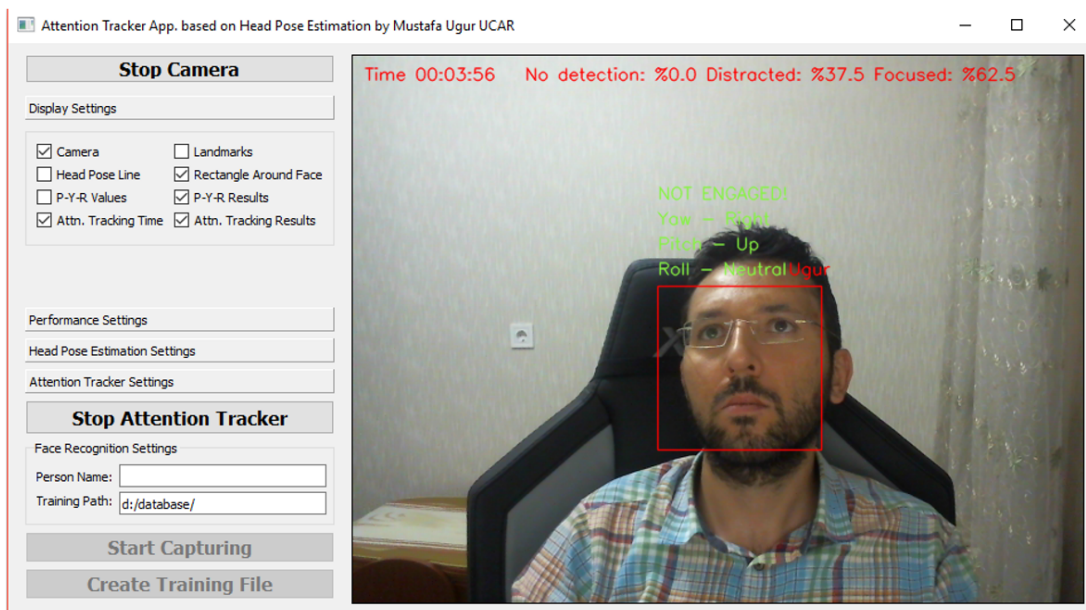 Attention Tracker App. based on Head Pose Estimation by Mustafa Ugur UCAR
Stop Camera
Display Settings
Camera
Landmarks
Head Pose Line
Rectangle Around Face
P-Y-R Values
P-Y-R Results
Attn. Tracking Time
Attn. Tracking Results
Performance Settings
Head Pose Estimation Settings
Attention Tracker Settings
Stop Attention Tracker
Face Recognition Settings
Person Name:
Training Path: d:/database/
Start Capturing
Create Training File
Time 00:03:56 No detection: %0.0 Distracted: %37.5 Focused: %62.5
NOT ENGAGED!
Yaw - Right
Pitch - Up
Roll - Neutral Ugur